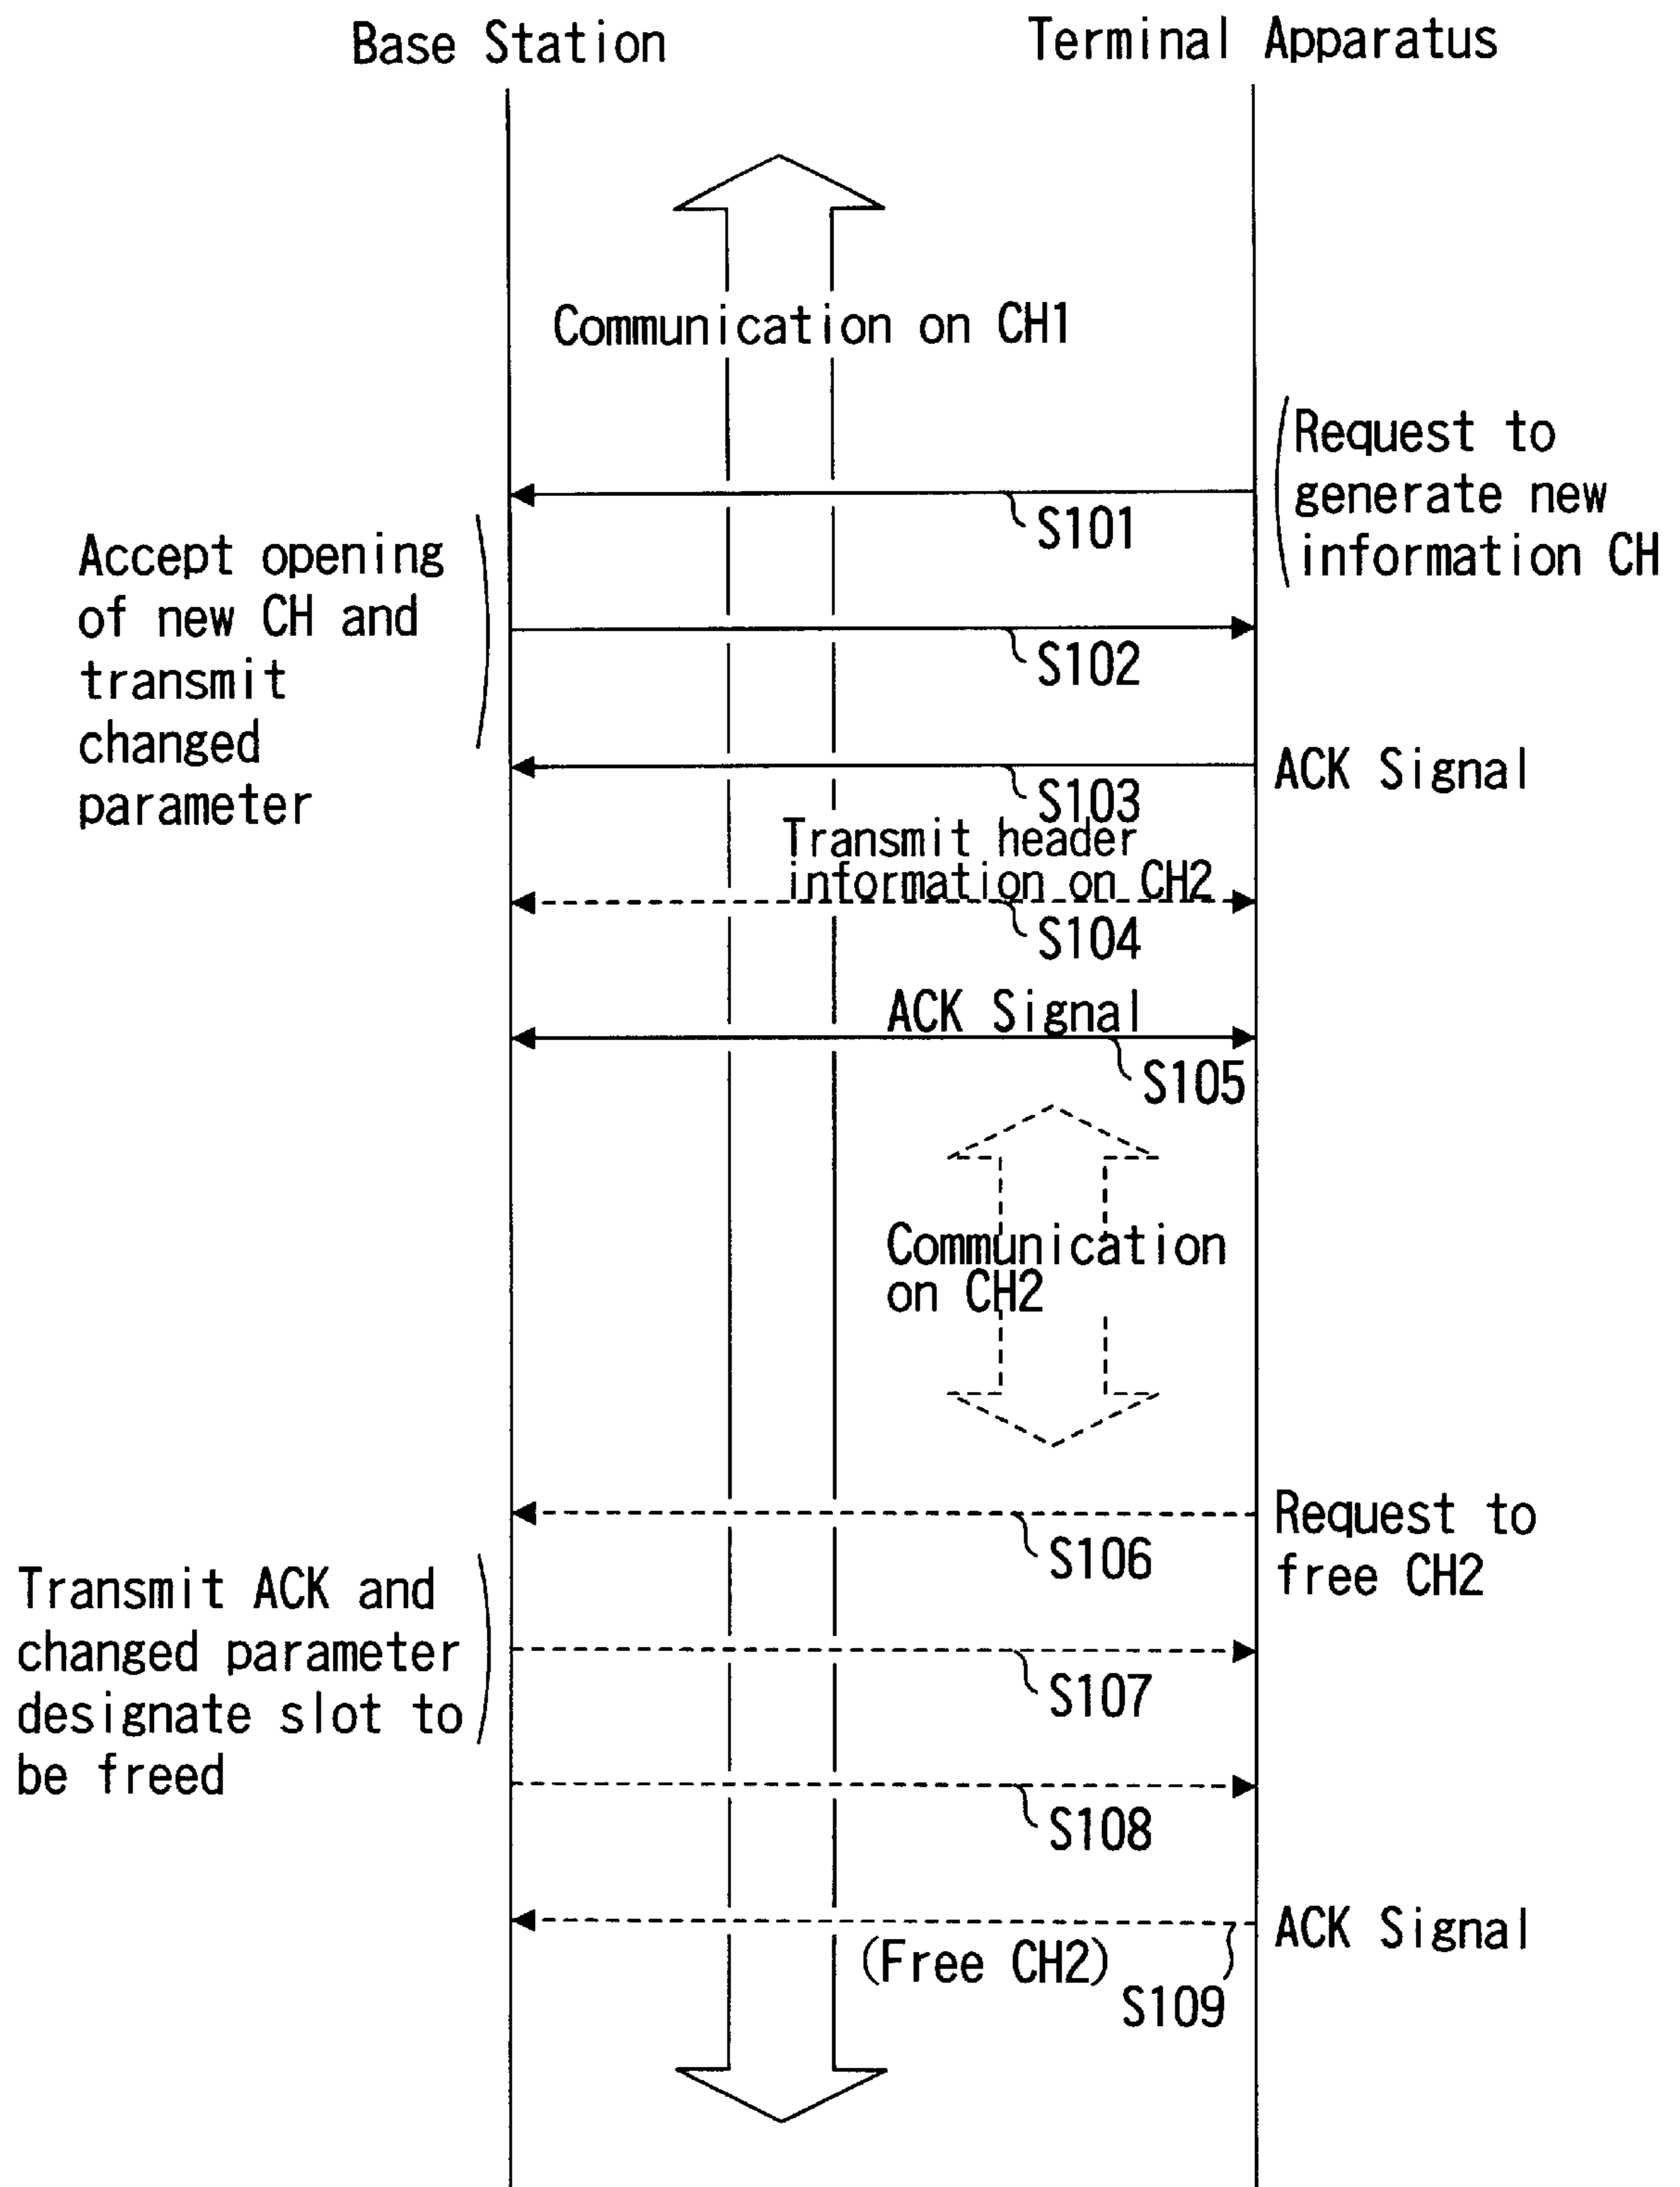 Base Station
Terminal Apparatus
Communication on CH1
Request to
generate new
information CH
S101
Accept opening
of new CH and
transmit
changed
parameter
S102
ACK Signal
S103
Transmit header
information on CH2
S104
ACK Signal
S105
Communication
on CH2
Request to
free CH2
S106
Transmit ACK and
changed parameter
designate slot to
be freed
S107
S108
ACK Signal
(Free CH2)
S109